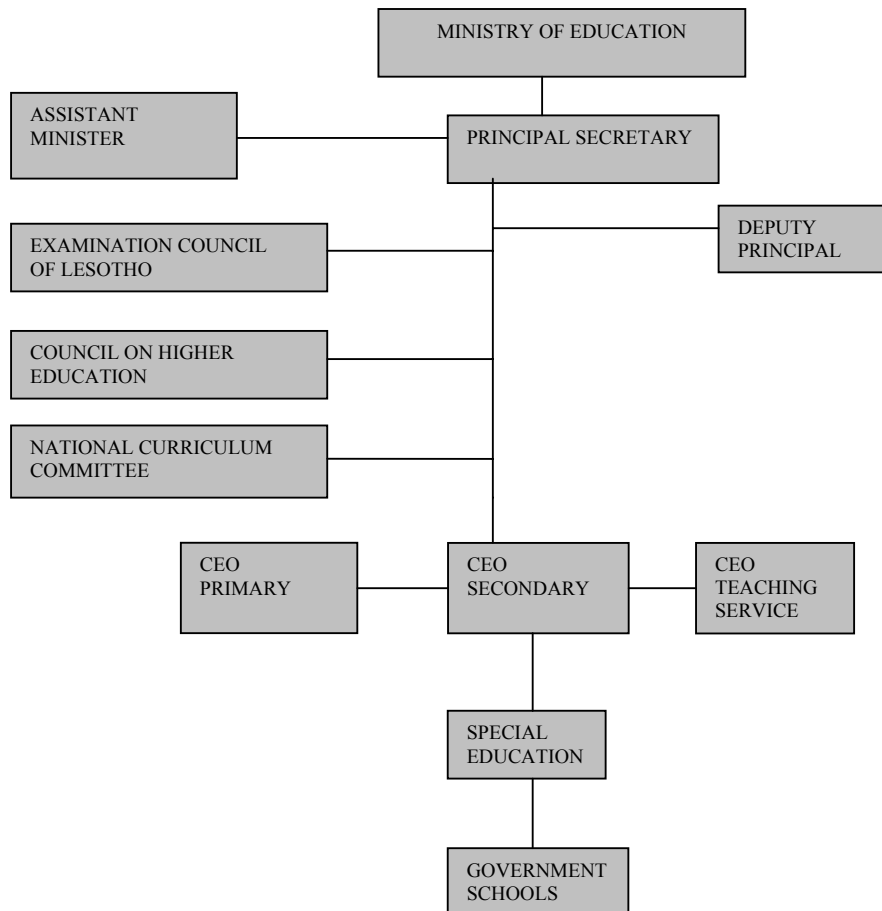 MINISTRY OF EDUCATION
ASSISTANT
MINISTER
PRINCIPAL SECRETARY
EXAMINATION COUNCIL
OF LESOTHO
DEPUTY
PRINCIPAL
COUNCIL ON HIGHER
EDUCATION
NATIONAL CURRICULUM
COMMITTEE
CEO
PRIMARY
CEO
SECONDARY
CEO
TEACHING
SERVICE
SPECIAL
EDUCATION
GOVERNMENT
SCHOOLS